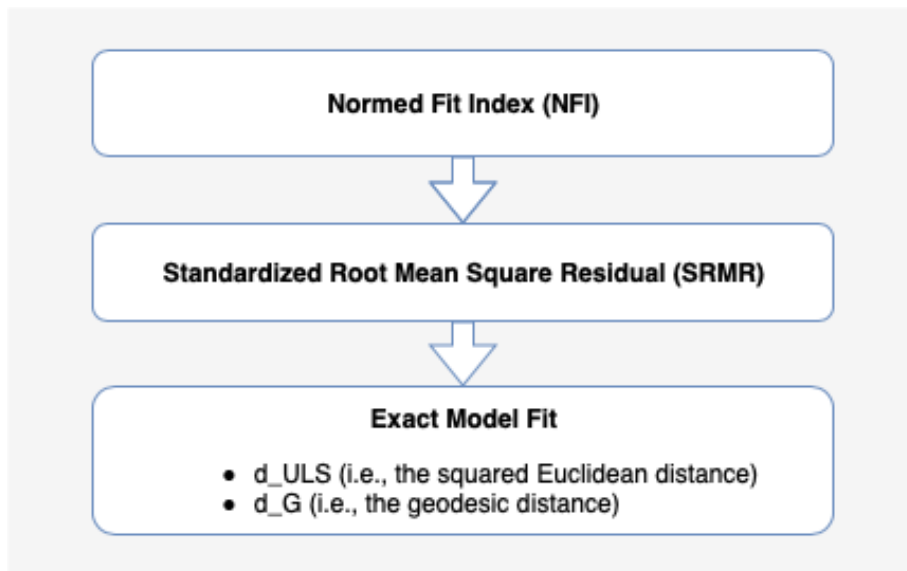 Normed Fit Index (NFI)
Standardized Root Mean Square Residual (SRMR)
Exact Model Fit
• d_ULS (i.e., the squared Euclidean distance)
• d_G (i.e., the geodesic distance)